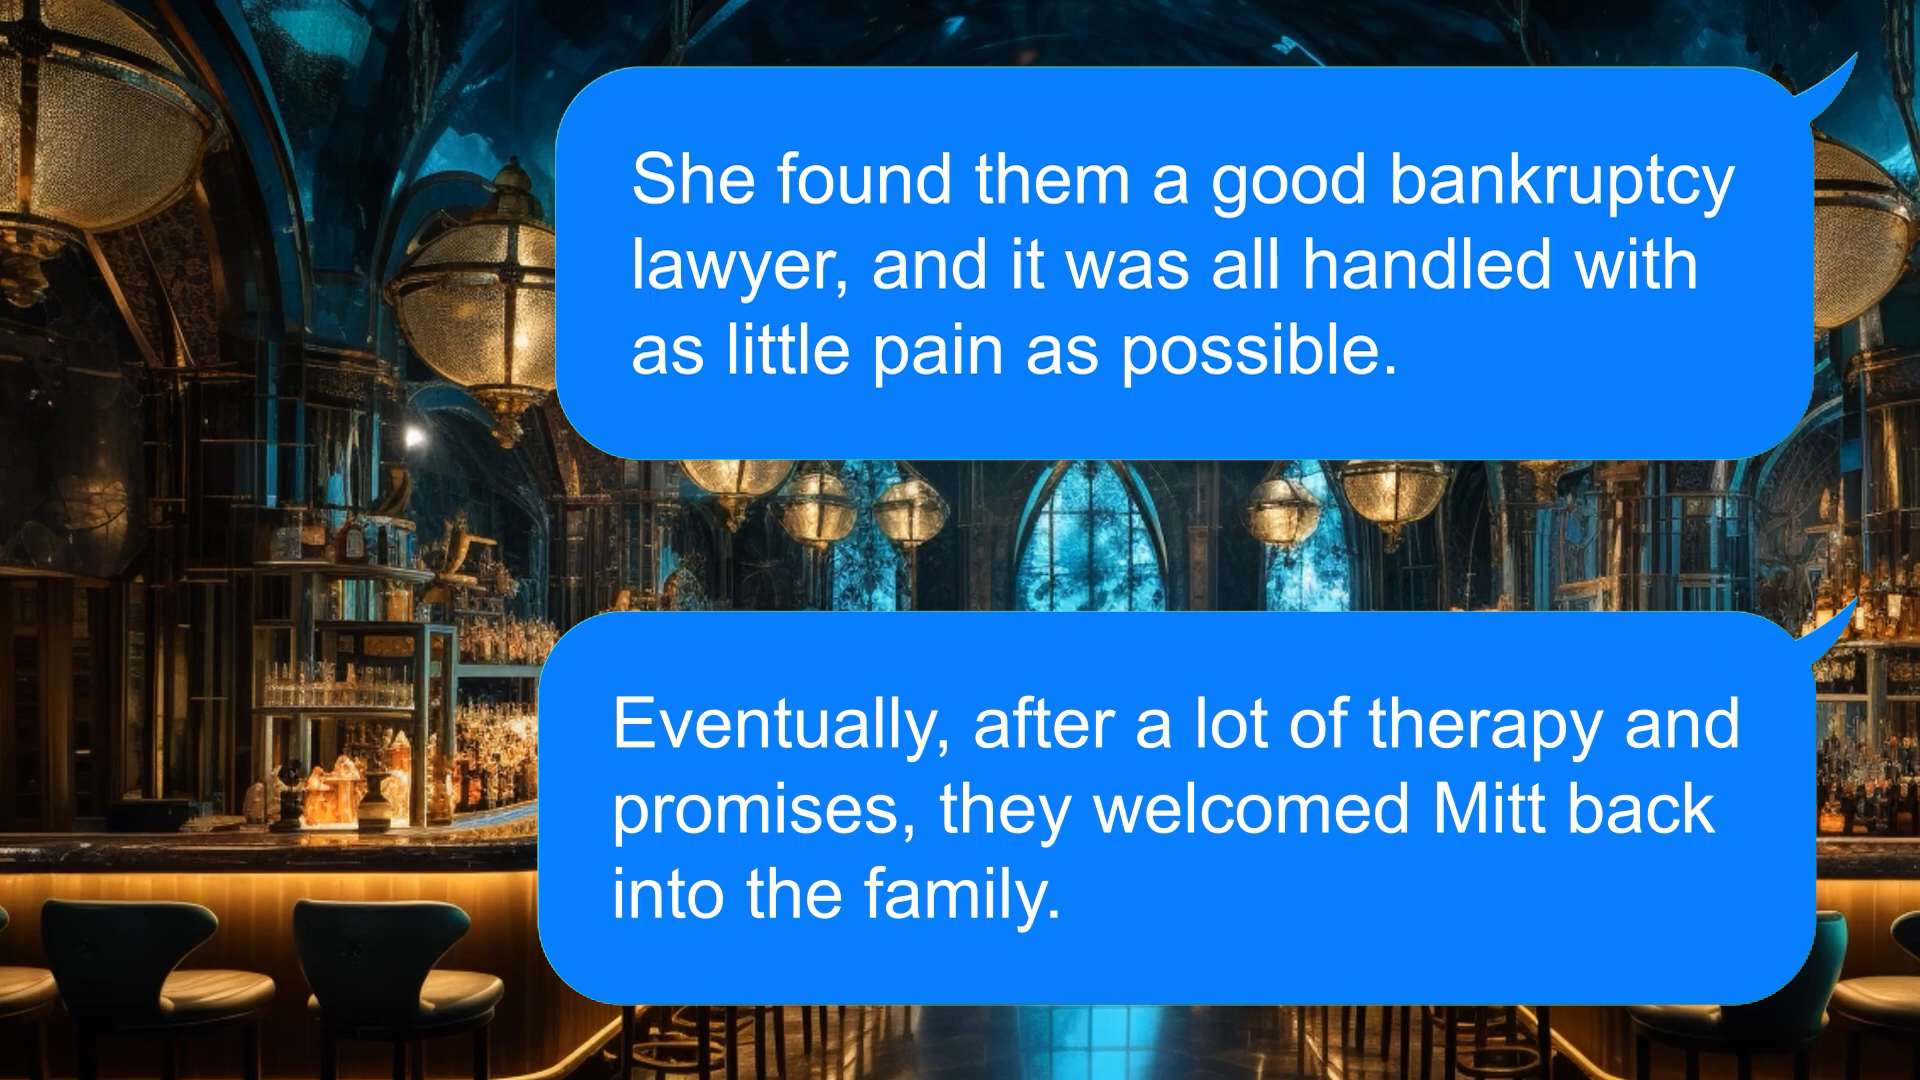 She found them a good bankruptcy
lawyer, and it was all handled with
as little pain as possible.
Eventually, after a lot of therapy and
promises, they welcomed Mitt back
into the family.